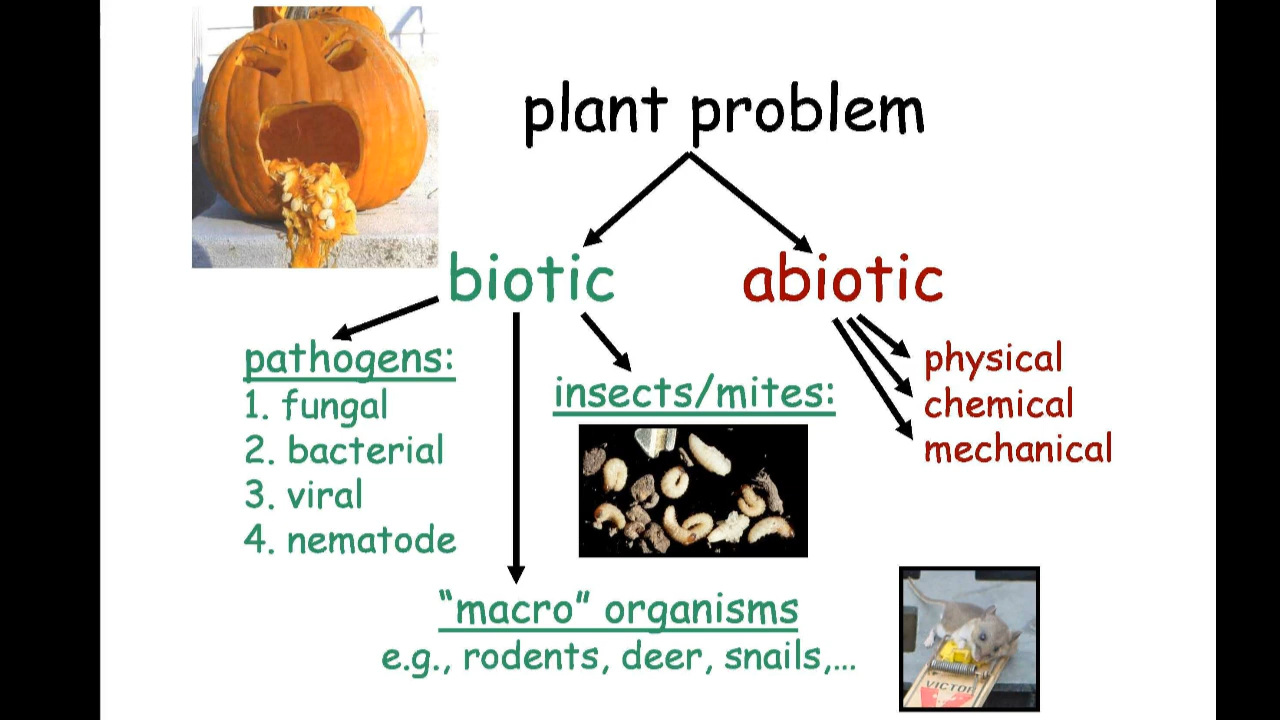 plant problem
biotic
abiotic
pathogens:
1. fungal
2. bacterial
3. viral
4. nematode
insects/mites:
physical
chemical
mechanical
“macro” organisms
e.g., rodents, deer, snails,...
VICTOR